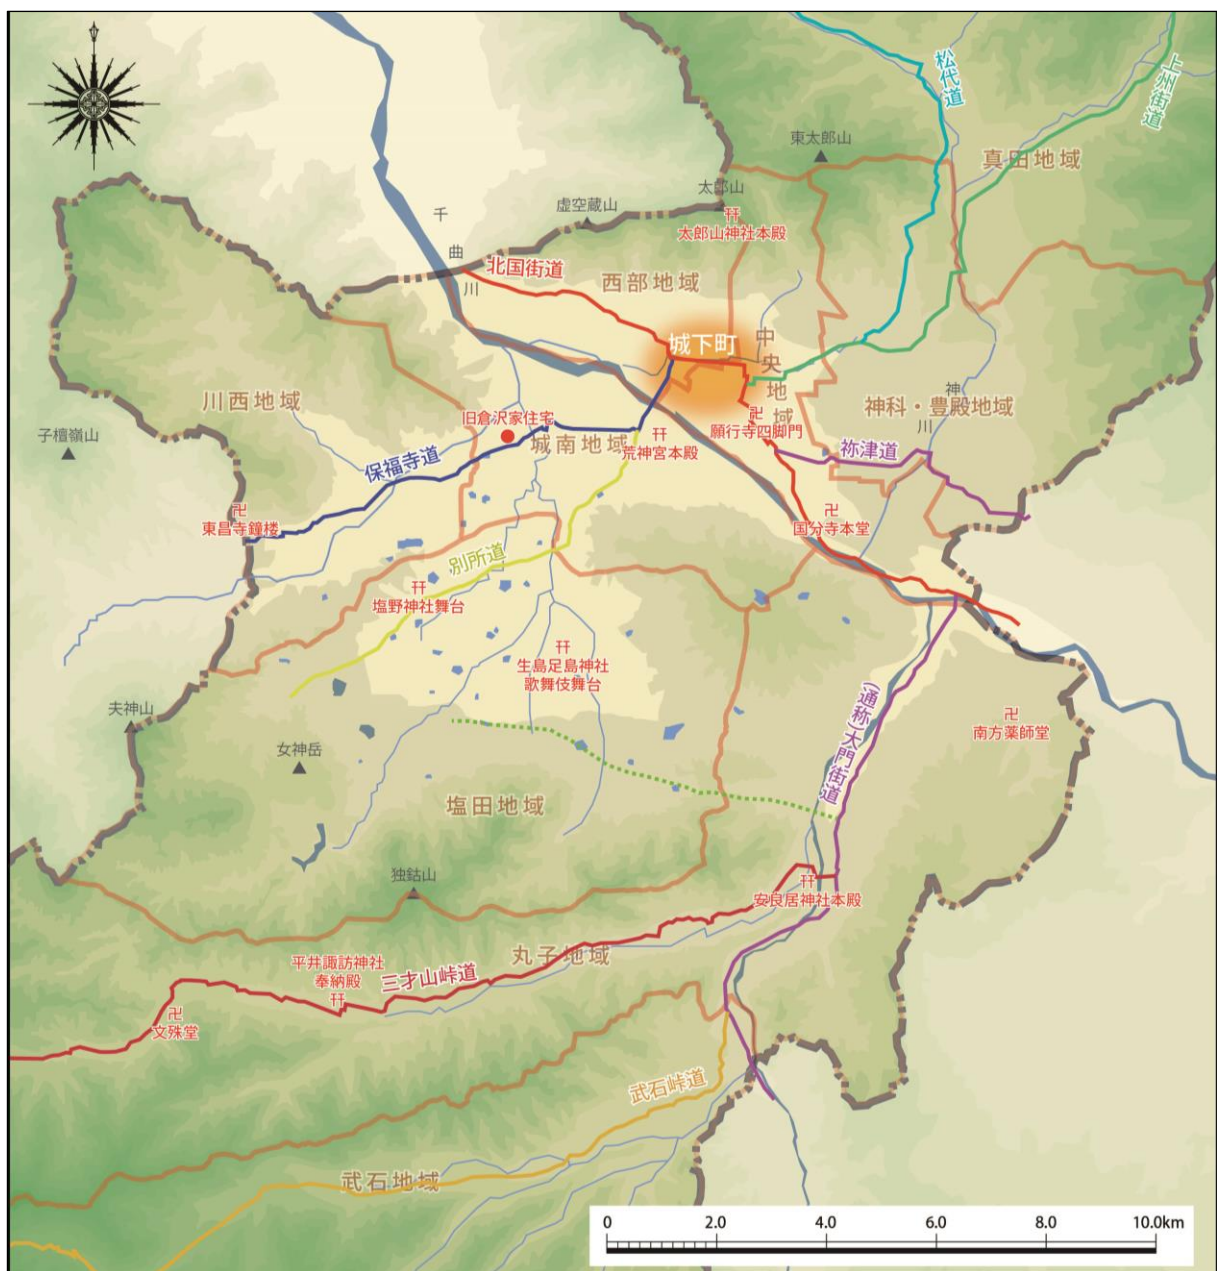 松代道
上州街道
東太郎山
真田地域
太郎山
虚空蔵山
千曲川
太郎山神社本殿
北国街道
西部地域
城下町
中央地域
川西地域
神科・豊殿地域
神川
旧倉沢家住宅
子檀嶺山
城南地域
願行寺四脚門
荒神宮本殿
祢津道
保福寺道
東昌寺鐘楼
国分寺本堂
別所道
塩野神社舞台
生島足島神社
歌舞伎舞台
夫神山
(通称)大門街道
南方薬師堂
女神岳
塩田地域
独鈷山
安良居神社本殿
丸子地域
平井諏訪神社
奉納殿
三才山峠道
文殊堂
武石峠道
武石地域
0 2.0 4.0 6.0 8.0 10.0km